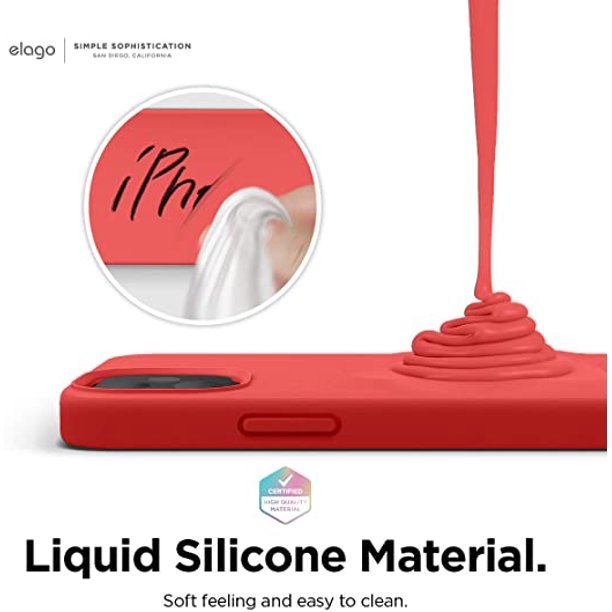 elago
SIMPLE SOPHISTICATION
SAN DIEGO, CALIFORNIA
iPh
CERTIFIED
HIGH QUALITY
MATERIAL
Liquid Silicone Material.
Soft feeling and easy to clean.